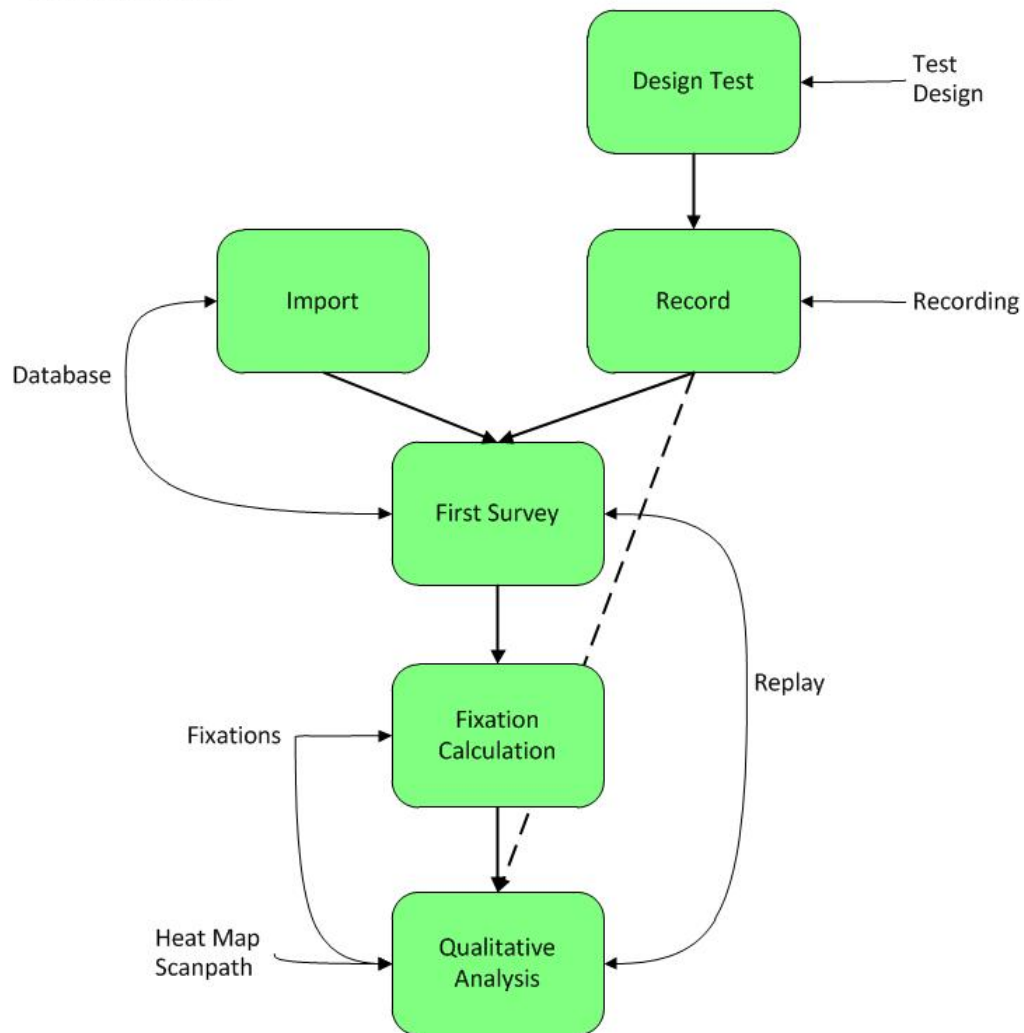 Design Test
Test
Design
Import
Record
Recording
Database
First Survey
Replay
Fixations
Fixation
Calculation
Heat Map
Scanpath
Qualitative
Analysis